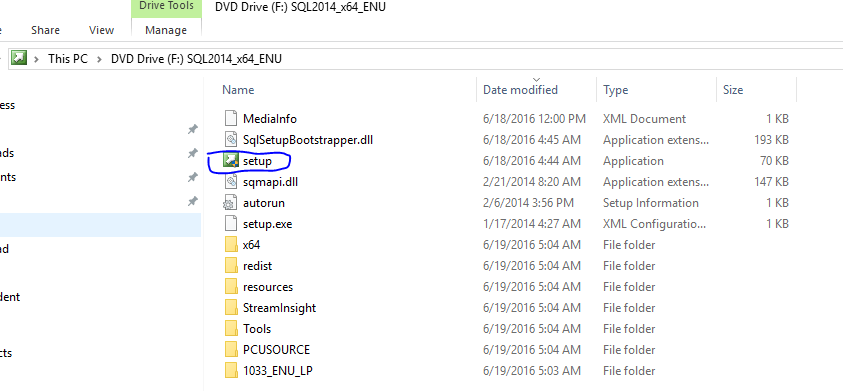 Drive Tools
DVD Drive (F:) SQL2014_x64_ENU
Share View Manage
This PC DVD Drive (F:) SQL2014_x64_ENU
Name Date modified Type Size
MediaInfo 6/18/2016 12:00 PM XML Document 1 KB
SqlSetupBootstrapper.dll 6/18/2016 4:45 AM Application extens... 193 KB
setup 6/18/2016 4:44 AM Application 70 KB
sqmapi.dll 2/21/2014 8:20 AM Application extens... 147 KB
autorun 2/6/2014 3:56 PM Setup Information 1 KB
setup.exe 1/17/2014 4:27 AM XML Configuratio... 1 KB
x64 6/19/2016 5:04 AM File folder
redist 6/19/2016 5:04 AM File folder
resources 6/19/2016 5:04 AM File folder
StreamInsight 6/19/2016 5:04 AM File folder
Tools 6/19/2016 5:04 AM File folder
PCUSOURCE 6/19/2016 5:04 AM File folder
1033_ENU_LP 6/19/2016 5:03 AM File folder